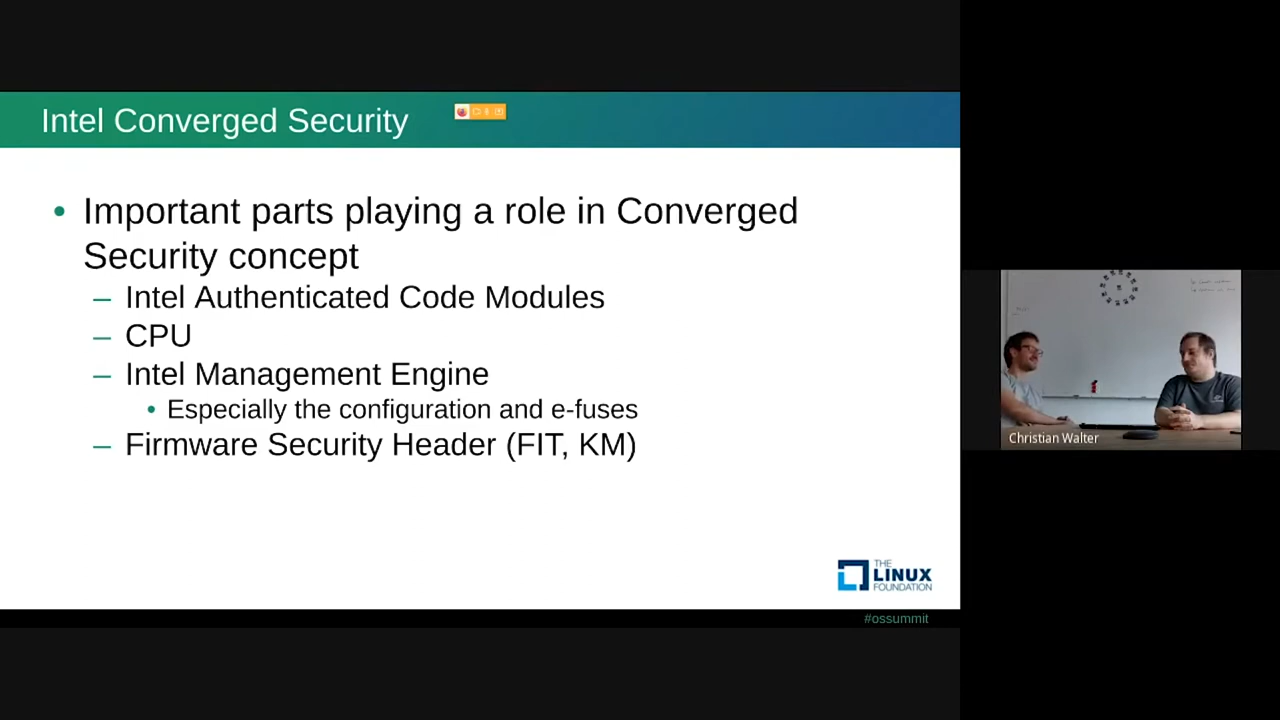 Intel Converged Security
• Important parts playing a role in Converged
Security concept
– Intel Authenticated Code Modules
– CPU
– Intel Management Engine
• Especially the configuration and e-fuses
– Firmware Security Header (FIT, KM)
THE
LINUX
FOUNDATION
#ossummit
Christian Walter